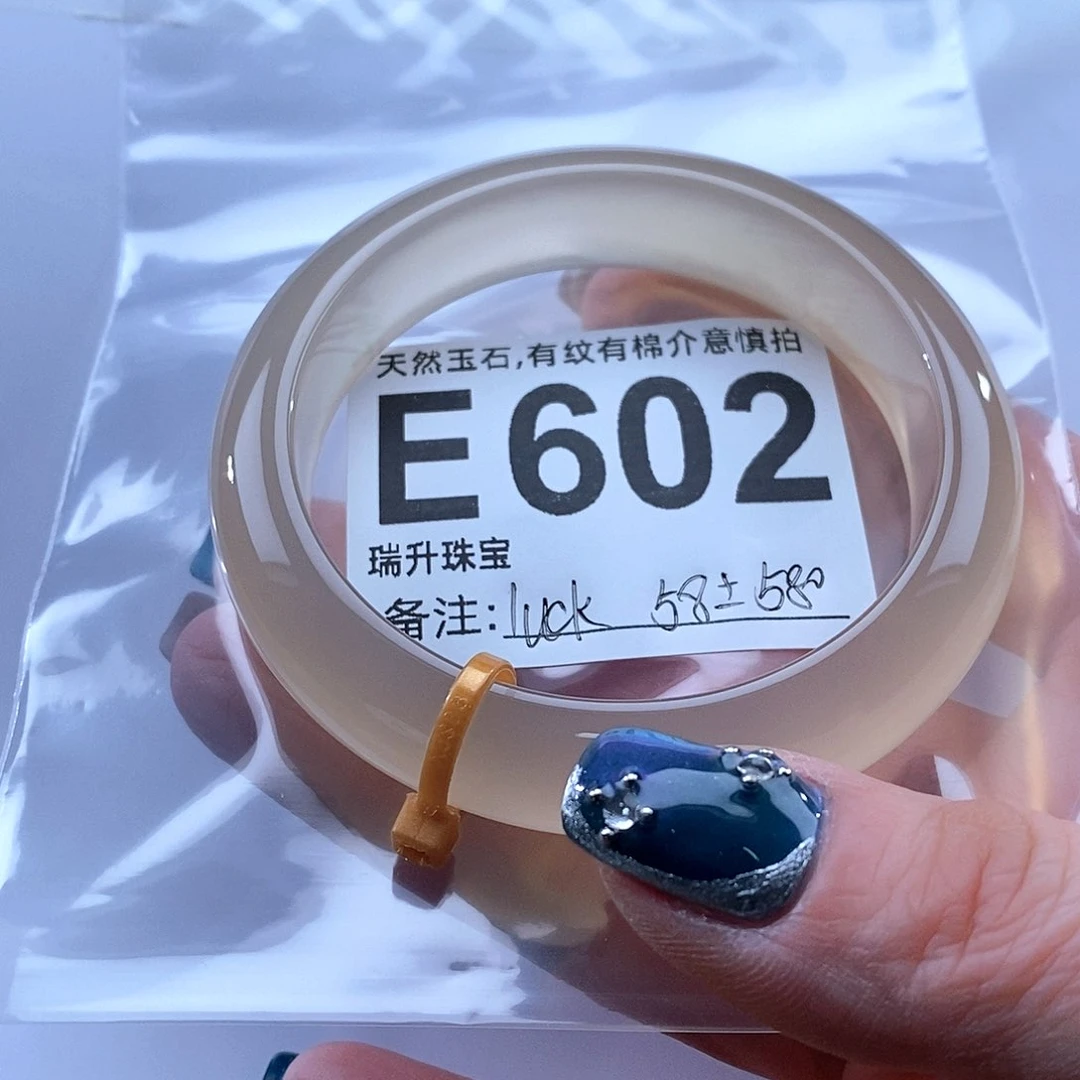 天然玉石,有纹有棉介意慎拍
E602
瑞升珠宝
备注:luck 58± 580